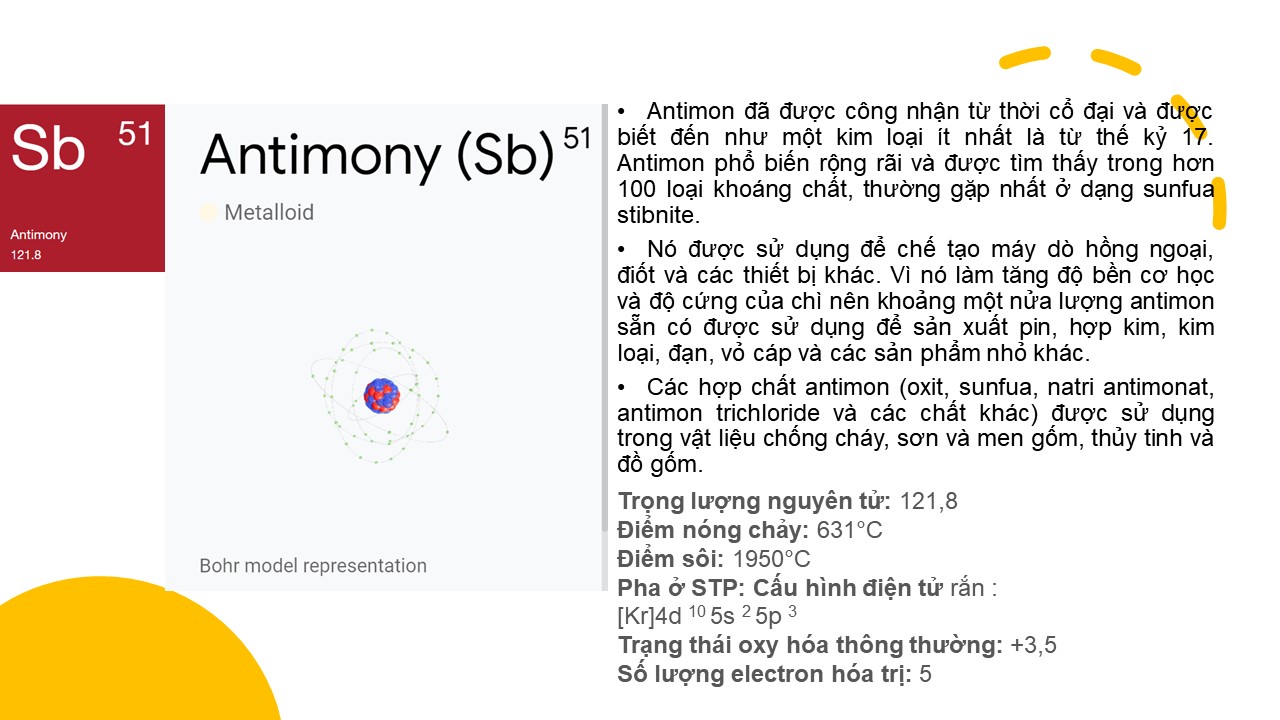 Sb 51
Antimony
121.8
Antimony (Sb) 51
Metalloid
Bohr model representation
• Antimon đã được công nhận từ thời cổ đại và được
biết đến như một kim loại ít nhất là từ thế kỷ 17.
Antimon phổ biến rộng rãi và được tìm thấy trong hơn
100 loại khoáng chất, thường gặp nhất ở dạng sunfua
stibnite.
• Nó được sử dụng để chế tạo máy dò hồng ngoại,
điốt và các thiết bị khác. Vì nó làm tăng độ bền cơ học
và độ cứng của chì nên khoảng một nửa lượng antimon
sẵn có được sử dụng để sản xuất pin, hợp kim, kim
loại, đạn, vỏ cáp và các sản phẩm nhỏ khác.
• Các hợp chất antimon (oxit, sunfua, natri antimonat,
antimon trichloride và các chất khác) được sử dụng
trong vật liệu chống cháy, sơn và men gốm, thủy tinh và
đồ gốm.
Trọng lượng nguyên tử: 121,8
Điểm nóng chảy: 631°C
Điểm sôi: 1950°C
Pha ở STP: Cấu hình điện tử rắn :
[Kr]4d 10 5s 2 5p 3
Trạng thái oxy hóa thông thường: +3,5
Số lượng electron hóa trị: 5